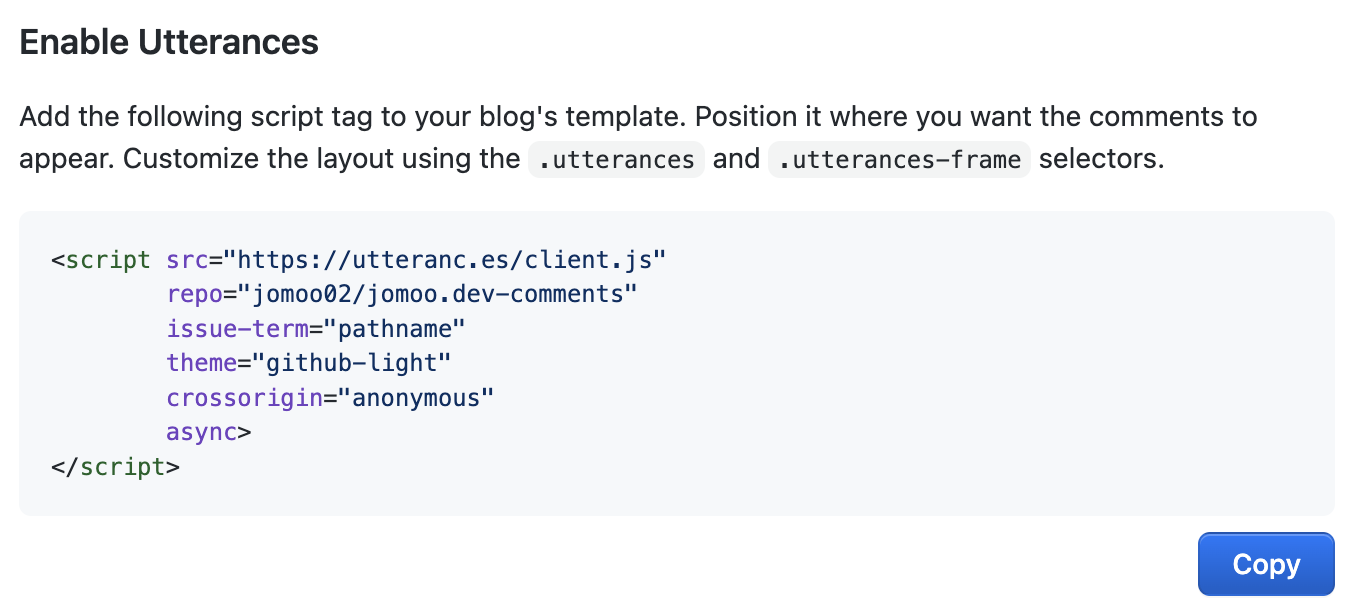 Enable Utterances
Add the following script tag to your blog's template. Position it where you want the comments to
appear. Customize the layout using the .utterances and .utterances-frame selectors.
<script src="https://utteranc.es/client.js"
        repo="jomoo02/jomoo.dev-comments"
        issue-term="pathname"
        theme="github-light"
        crossorigin="anonymous"
        async>
</script>
Copy